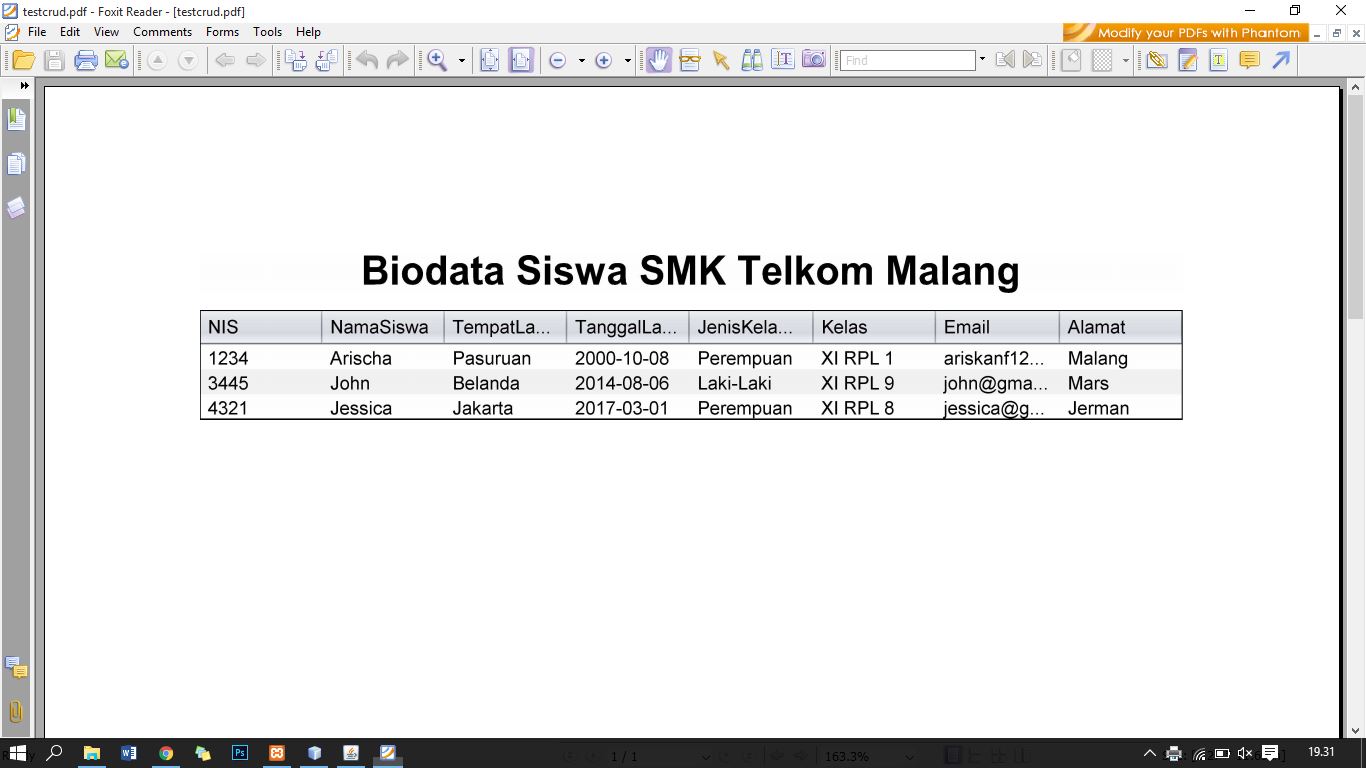 testcrud.pdf - Foxit Reader - [testcrud.pdf]
File Edit View Comments Forms Tools Help
Modify your PDFs with Phantom
Find
Biodata Siswa SMK Telkom Malang
NIS NamaSiswa TempatLa... TanggalLa... JenisKela... Kelas Email Alamat
1234 Arischa Pasuruan 2000-10-08 Perempuan XI RPL 1 ariskanf12... Malang
3445 John Belanda 2014-08-06 Laki-Laki XI RPL 9 john@gma... Mars
4321 Jessica Jakarta 2017-03-01 Perempuan XI RPL 8 jessica@g... Jerman
1 / 1 163.3% 19.31